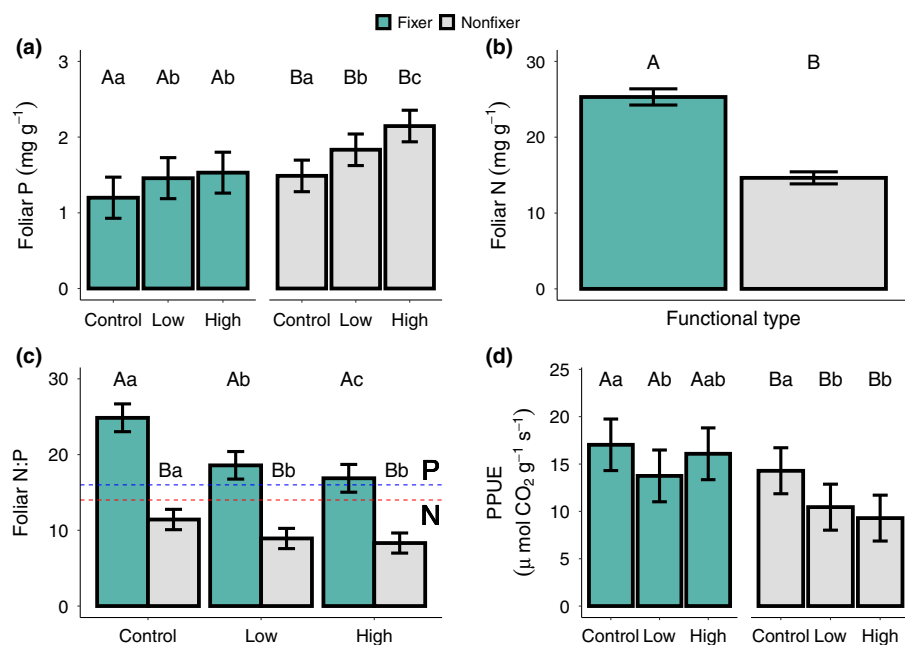 Fixer Nonfixer
(a)
Foliar P (mg g⁻¹)
3
2
1
0
Aa Ab Ab Ba Bb Bc
Control Low High Control Low High
(b)
Foliar N (mg g⁻¹)
30
20
10
0
A B
Functional type
(c)
Foliar N:P
30
20
10
0
Aa Ab Ac
Ba Bb Bb
P
N
Control Low High
(d)
PPUE
(μ mol CO₂ g⁻¹ s⁻¹)
25
20
15
10
5
0
Aa Ab Aab Ba Bb Bb
Control Low High Control Low High